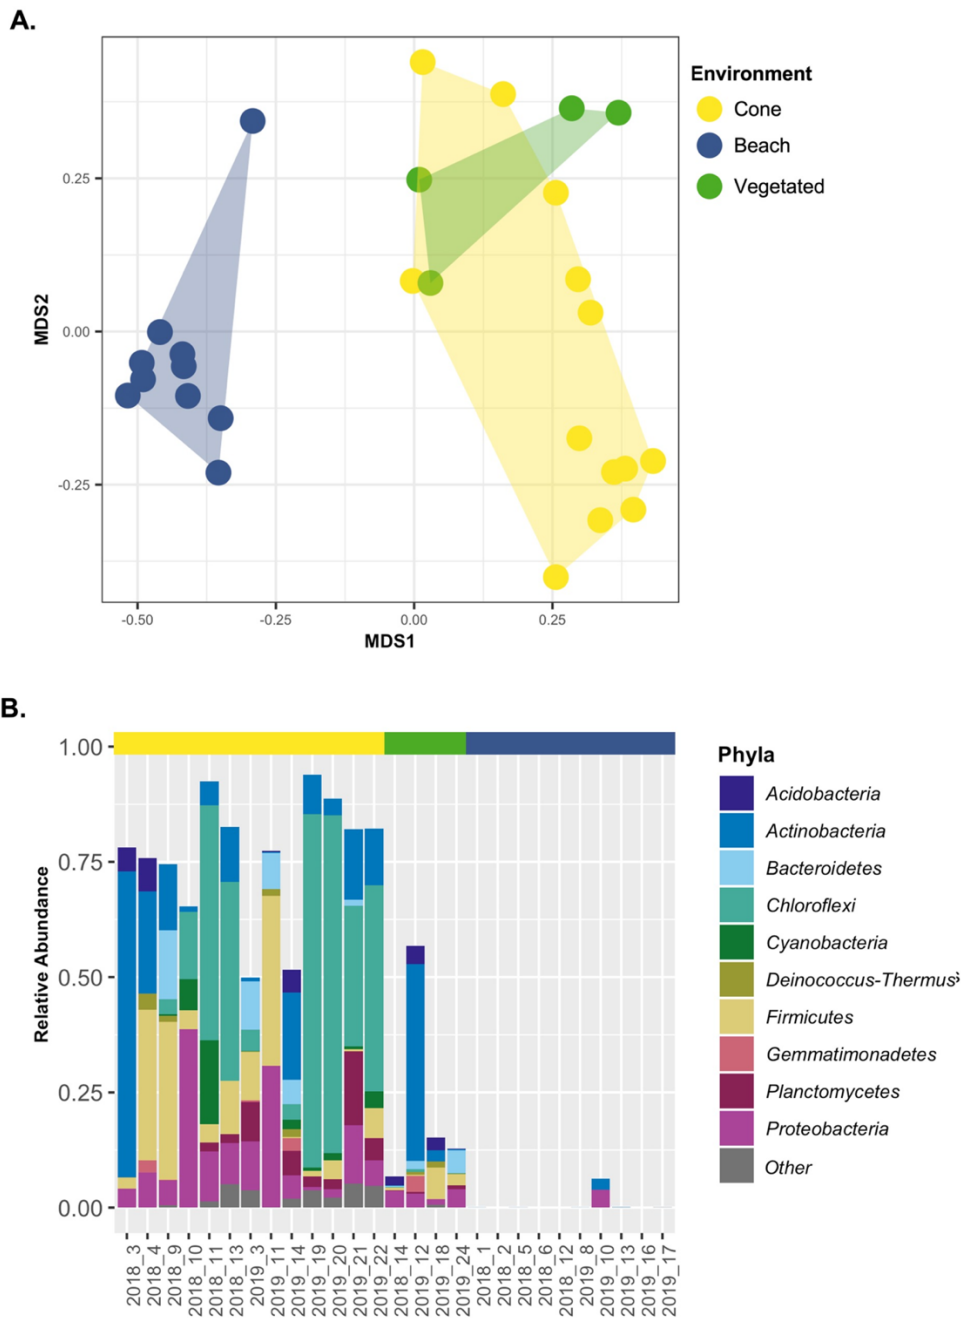 A.
Environment
Cone
Beach
Vegetated
0.25
0.00
-0.25
MDS2
-0.50
-0.25
0.00
0.25
MDS1
B.
1.00
0.75
0.50
0.25
0.00
Relative Abundance
Phyla
Acidobacteria
Actinobacteria
Bacteroidetes
Chloroflexi
Cyanobacteria
Deinococcus-Thermus
Firmicutes
Gemmatimonadetes
Planctomycetes
Proteobacteria
Other
2018_3
2018_4
2018_9
2018_10
2018_11
2018_13
2019_3
2019_11
2019_14
2019_19
2019_20
2019_21
2019_22
2018_14
2019_12
2019_18
2019_24
2018_1
2018_2
2018_5
2018_6
2018_12
2019_8
2019_10
2019_13
2019_16
2019_17